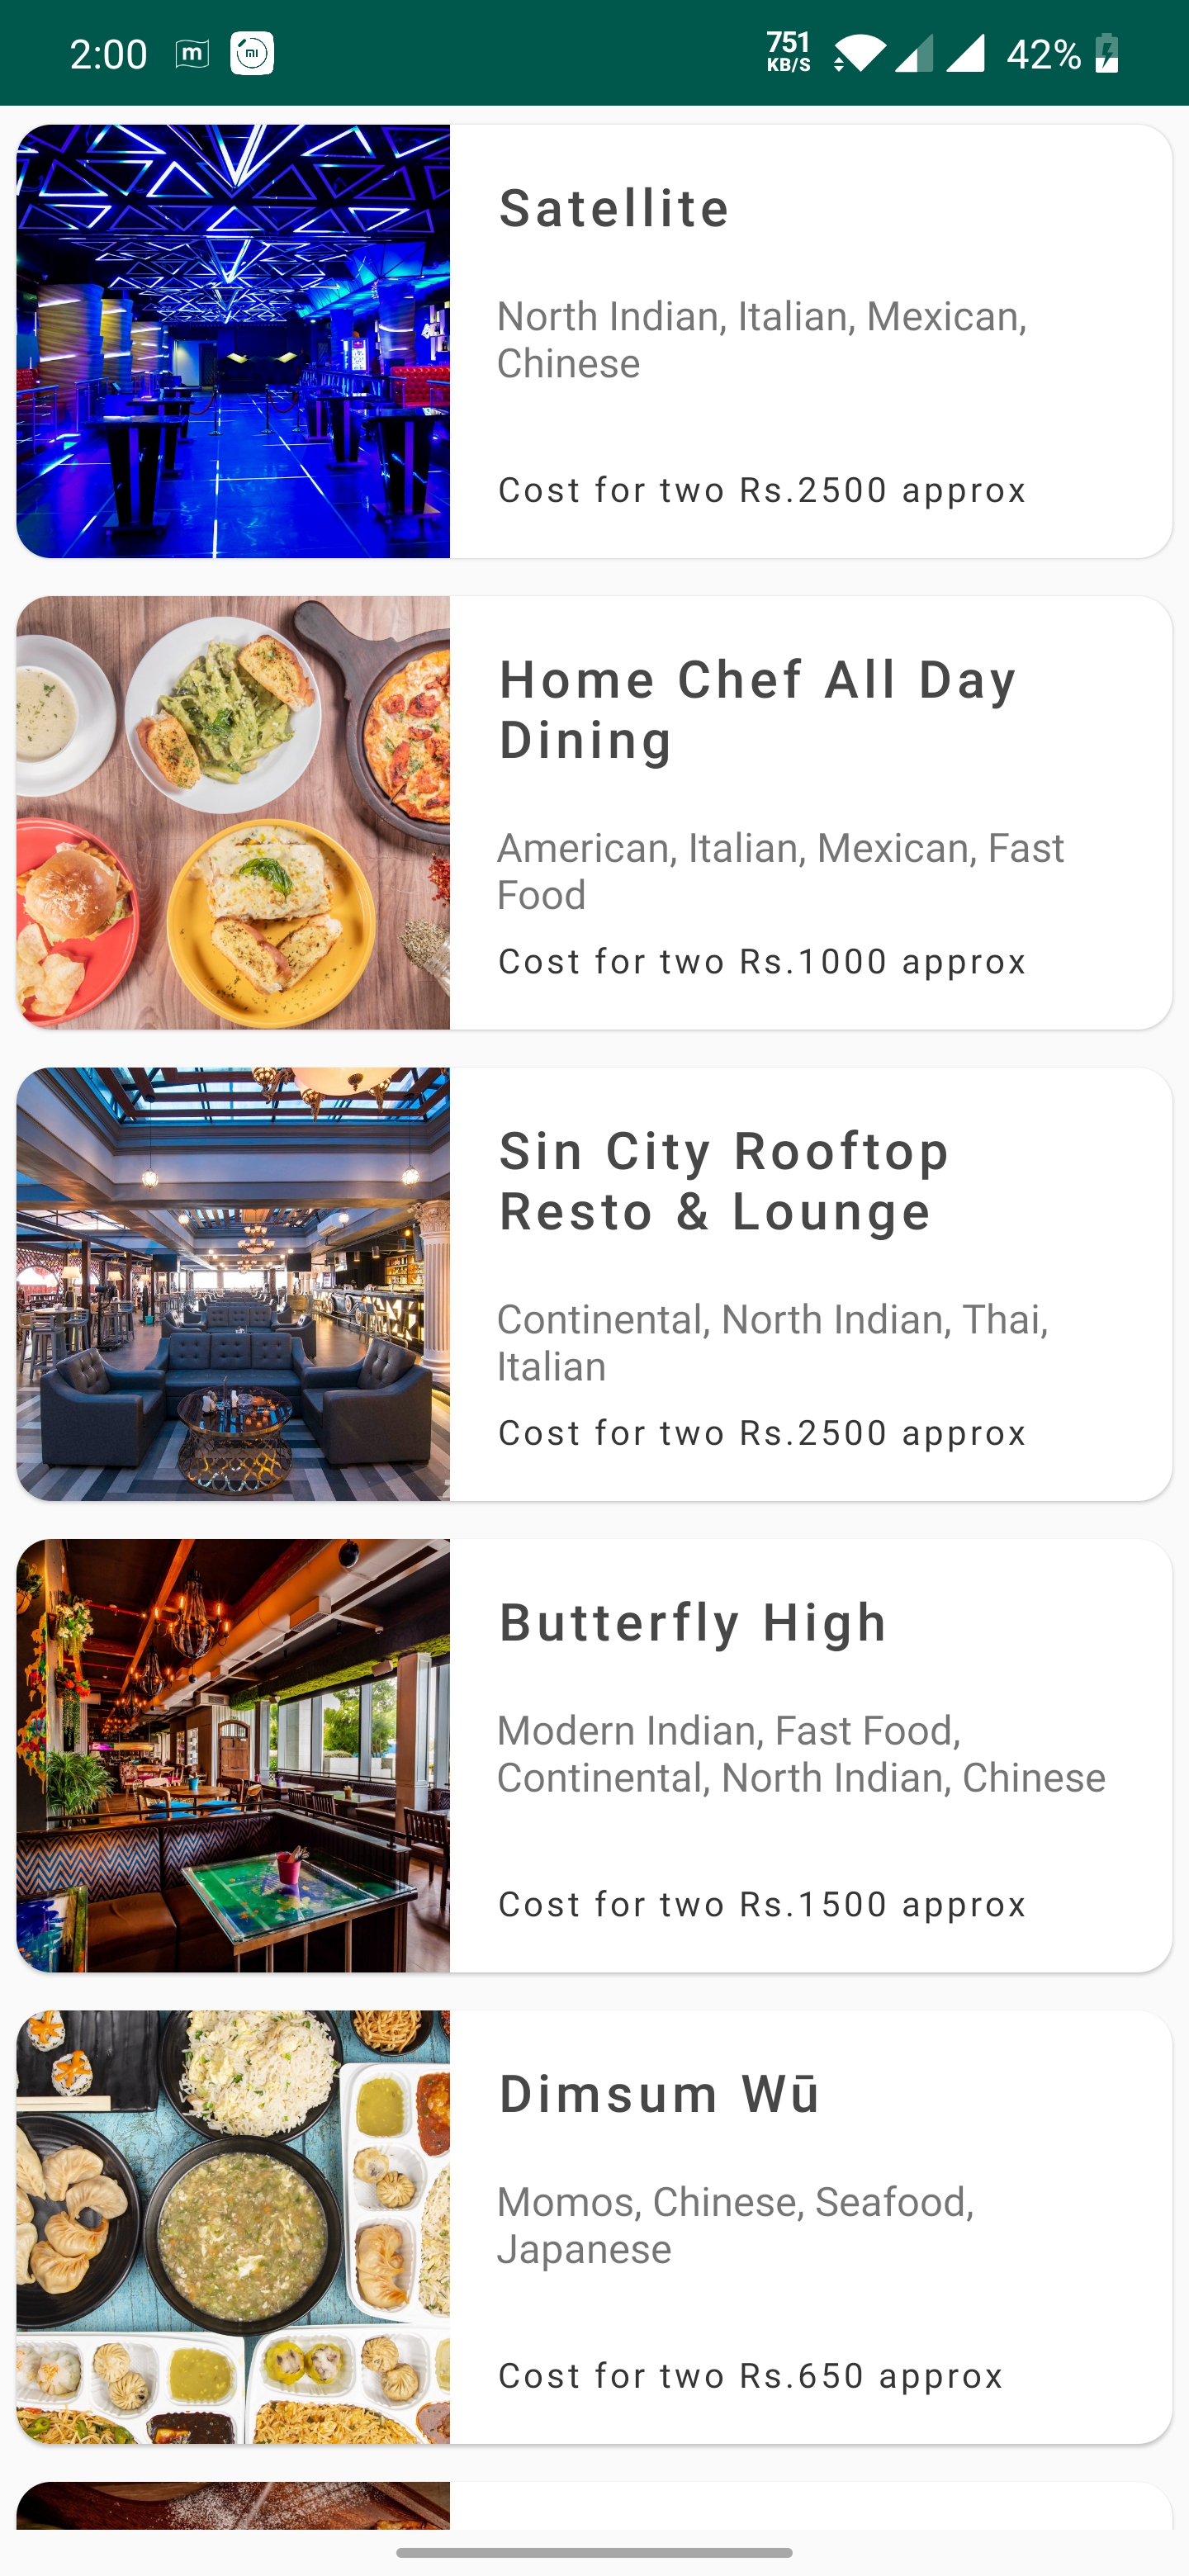 2:00 m MI 751 KB/S 42%
Satellite
North Indian, Italian, Mexican,
Chinese
Cost for two Rs.2500 approx
Home Chef All Day
Dining
American, Italian, Mexican, Fast
Food
Cost for two Rs.1000 approx
Sin City Rooftop
Resto & Lounge
Continental, North Indian, Thai,
Italian
Cost for two Rs.2500 approx
Butterfly High
Modern Indian, Fast Food,
Continental, North Indian, Chinese
Cost for two Rs.1500 approx
Dimsum Wū
Momos, Chinese, Seafood,
Japanese
Cost for two Rs.650 approx